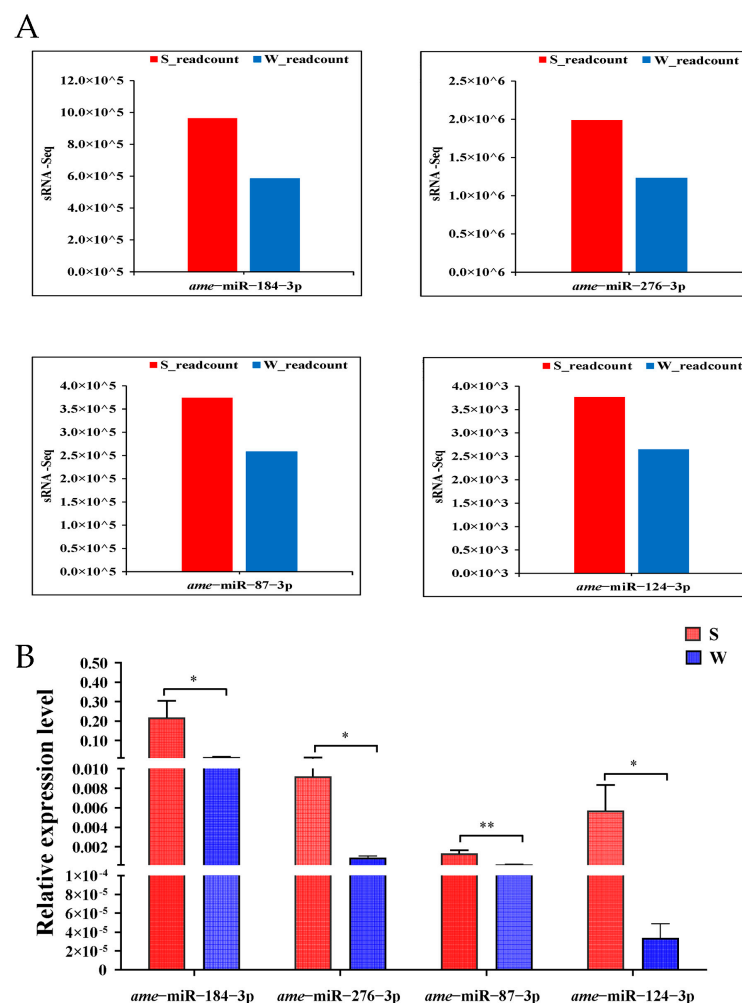 A
S_readcount W_readcount
12.0×10^5
10.0×10^5
8.0×10^5
6.0×10^5
4.0×10^5
2.0×10^5
0.0×10^5
sRNA -Seq
ame−miR−184−3p
S_readcount W_readcount
2.5×10^6
2.0×10^6
1.5×10^6
1.0×10^6
0.5×10^6
0.0×10^6
sRNA -Seq
ame−miR−276−3p
S_readcount W_readcount
4.0×10^5
3.5×10^5
3.0×10^5
2.5×10^5
2.0×10^5
1.5×10^5
1.0×10^5
0.5×10^5
0.0×10^5
sRNA -Seq
ame−miR−87−3p
S_readcount W_readcount
4.0×10^3
3.5×10^3
3.0×10^3
2.5×10^3
2.0×10^3
1.5×10^3
1.0×10^3
0.5×10^3
0.0×10^3
sRNA -Seq
ame−miR−124−3p
B
S
W
Relative expression level
0.50
0.40
0.30
0.20
0.10
0.010
0.008
0.006
0.004
0.002
1×10⁻⁴
8×10⁻⁵
6×10⁻⁵
4×10⁻⁵
2×10⁻⁵
0
*
*
**
*
ame−miR−184−3p ame−miR−276−3p ame−miR−87−3p ame−miR−124−3p